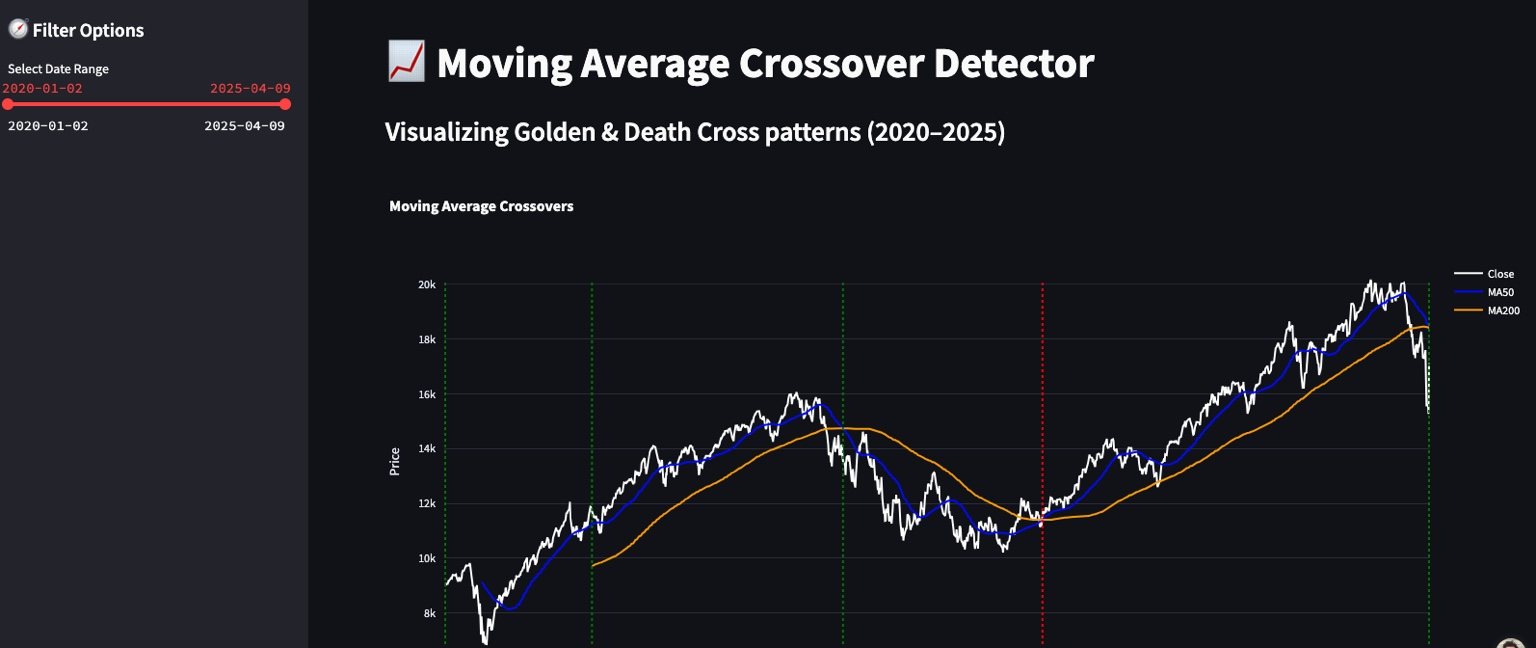 Filter Options
Select Date Range
2020-01-02 2025-04-09
2020-01-02 2025-04-09
Moving Average Crossover Detector
Visualizing Golden & Death Cross patterns (2020–2025)
Moving Average Crossovers
Close
MA50
MA200
Price
20k
18k
16k
14k
12k
10k
8k